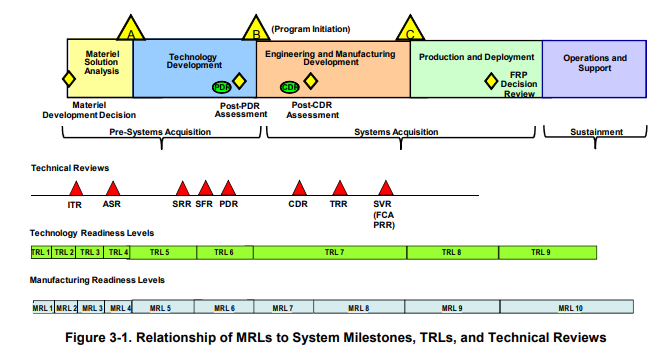 A
B
(Program Initiation)
C
Materiel
Solution
Analysis
Technology
Development
Engineering and Manufacturing
Development
Production and Deployment
Operations and
Support
PDR
CDR
FRP
Decision
Review
Materiel
Development Decision
Post-PDR
Assessment
Post-CDR
Assessment
Pre-Systems Acquisition
Systems Acquisition
Sustainment
Technical Reviews
ITR
ASR
SRR
SFR
PDR
CDR
TRR
SVR
(FCA
PRR)
Technology Readiness Levels
TRL 1 TRL 2 TRL 3 TRL 4 TRL 5 TRL 6 TRL 7 TRL 8 TRL 9
Manufacturing Readiness Levels
MRL 1 MRL 2 MRL 3 MRL 4 MRL 5 MRL 6 MRL 7 MRL 8 MRL 9 MRL 10
Figure 3-1. Relationship of MRLs to System Milestones, TRLs, and Technical Reviews